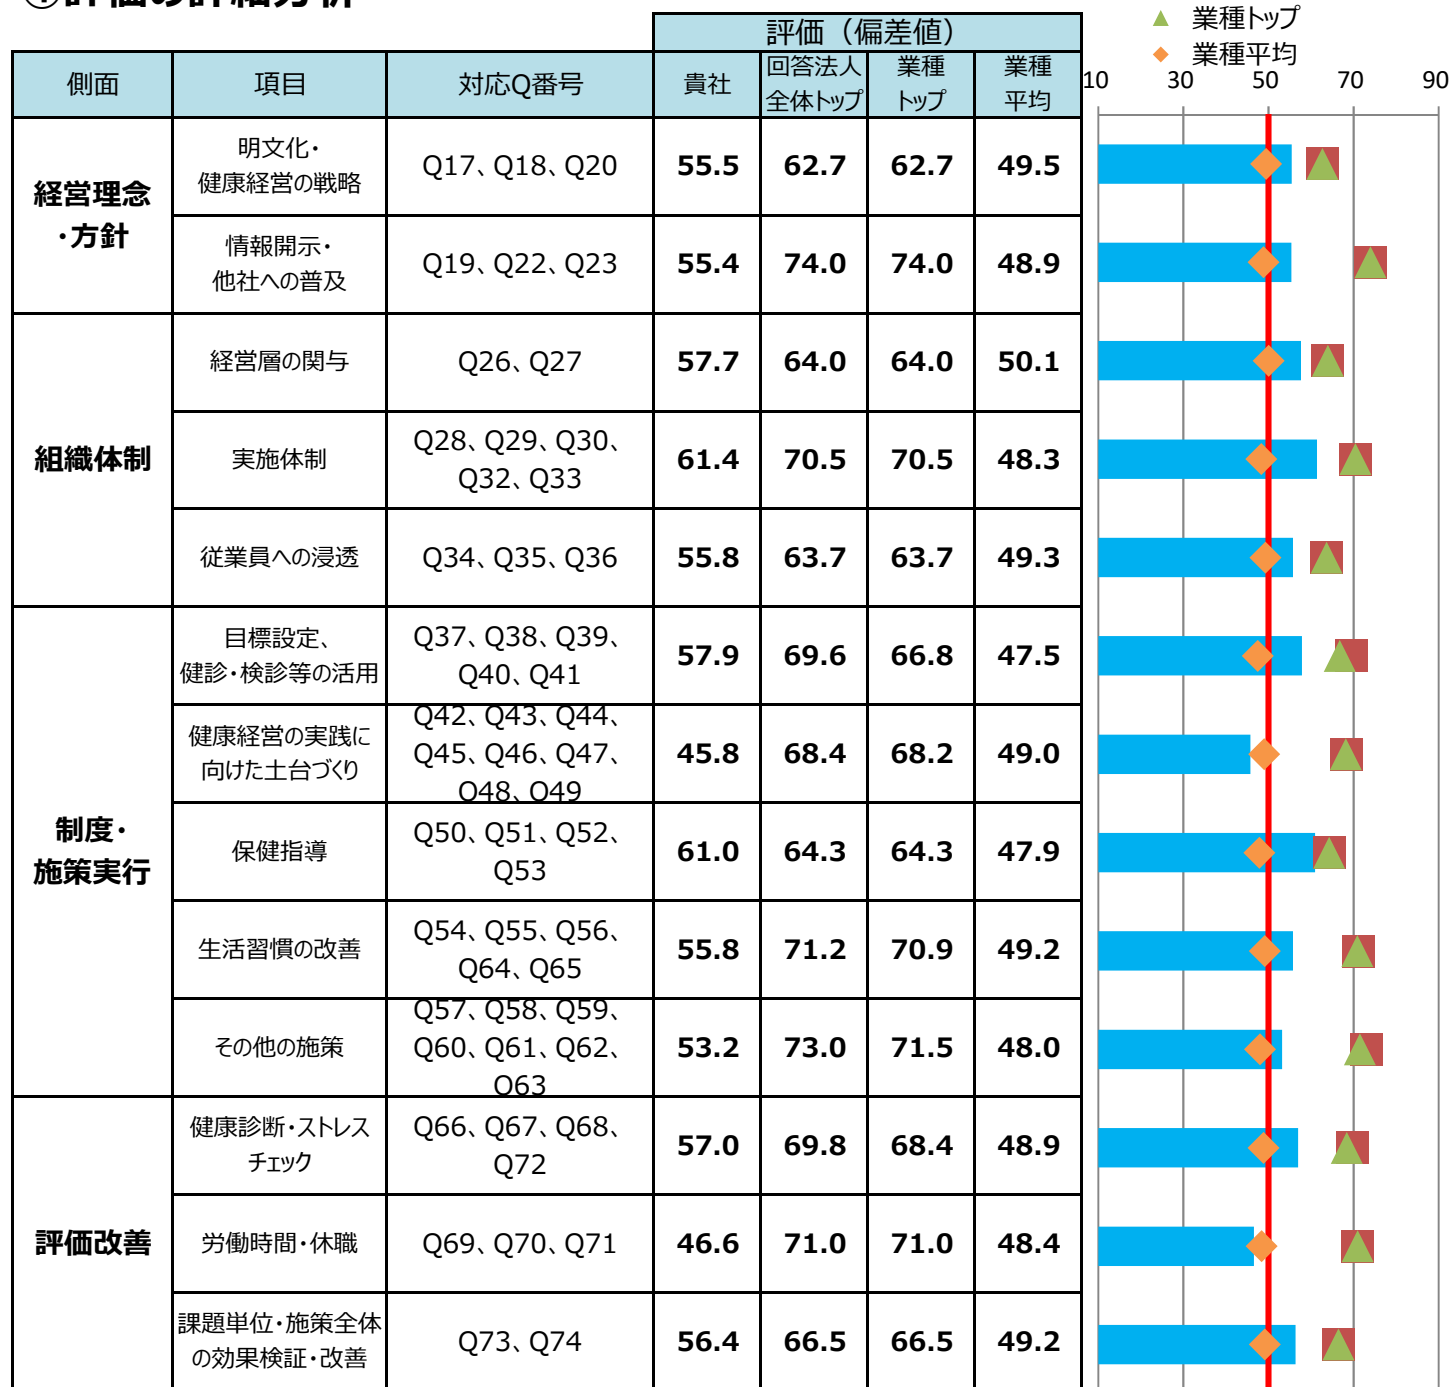 ①評価の詳細分析
▲ 業種トップ
◆ 業種平均
評価（偏差値）
側面 項目 対応Q番号 貴社 回答法人 業種 業種
全体トップ トップ 平均
10 30 50 70 90
経営理念
・方針
明文化・
健康経営の戦略
Q17、Q18、Q20
55.5 62.7 62.7 49.5
情報開示・
他社への普及
Q19、Q22、Q23
55.4 74.0 74.0 48.9
組織体制
経営層の関与
Q26、Q27
57.7 64.0 64.0 50.1
実施体制
Q28、Q29、Q30、
Q32、Q33
61.4 70.5 70.5 48.3
従業員への浸透
Q34、Q35、Q36
55.8 63.7 63.7 49.3
制度・
施策実行
目標設定、
健診・検診等の活用
Q37、Q38、Q39、
Q40、Q41
57.9 69.6 66.8 47.5
健康経営の実践に
向けた土台づくり
Q42、Q43、Q44、
Q45、Q46、Q47、
Q48、Q49
45.8 68.4 68.2 49.0
保健指導
Q50、Q51、Q52、
Q53
61.0 64.3 64.3 47.9
生活習慣の改善
Q54、Q55、Q56、
Q64、Q65
55.8 71.2 70.9 49.2
その他の施策
Q57、Q58、Q59、
Q60、Q61、Q62、
Q63
53.2 73.0 71.5 48.0
評価改善
健康診断・ストレス
チェック
Q66、Q67、Q68、
Q72
57.0 69.8 68.4 48.9
労働時間・休職
Q69、Q70、Q71
46.6 71.0 71.0 48.4
課題単位・施策全体
の効果検証・改善
Q73、Q74
56.4 66.5 66.5 49.2